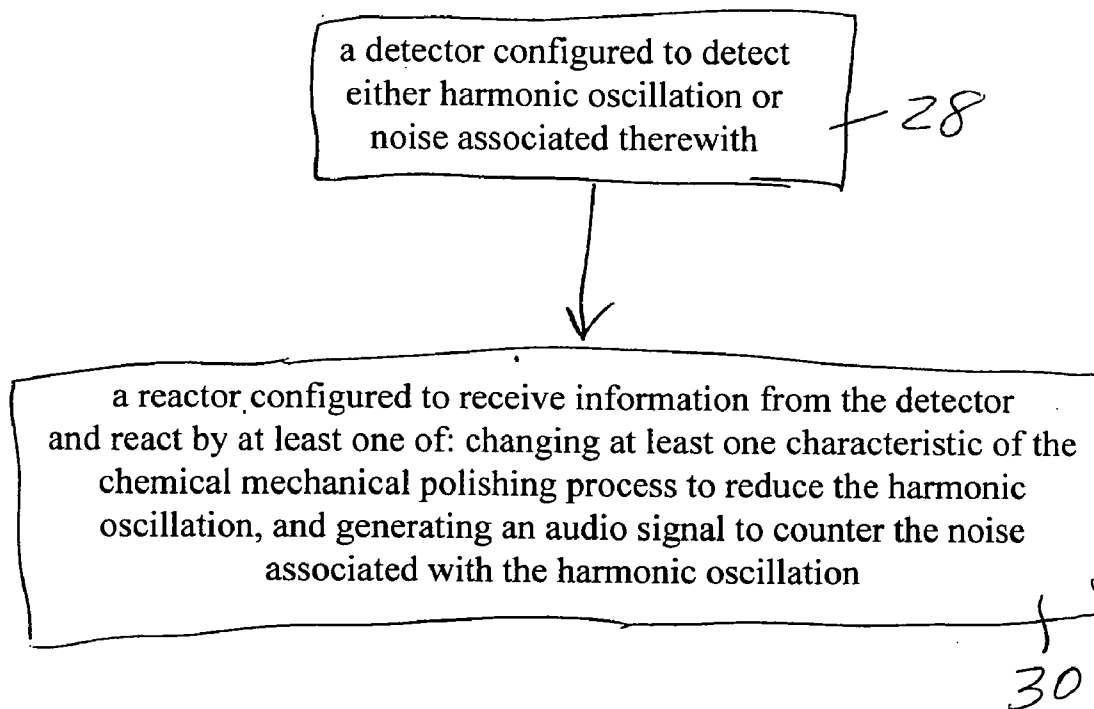 a detector configured to detect
either harmonic oscillation or
noise associated therewith
28
a reactor configured to receive information from the detector
and react by at least one of: changing at least one characteristic of the
chemical mechanical polishing process to reduce the harmonic
oscillation, and generating an audio signal to counter the noise
associated with the harmonic oscillation
30